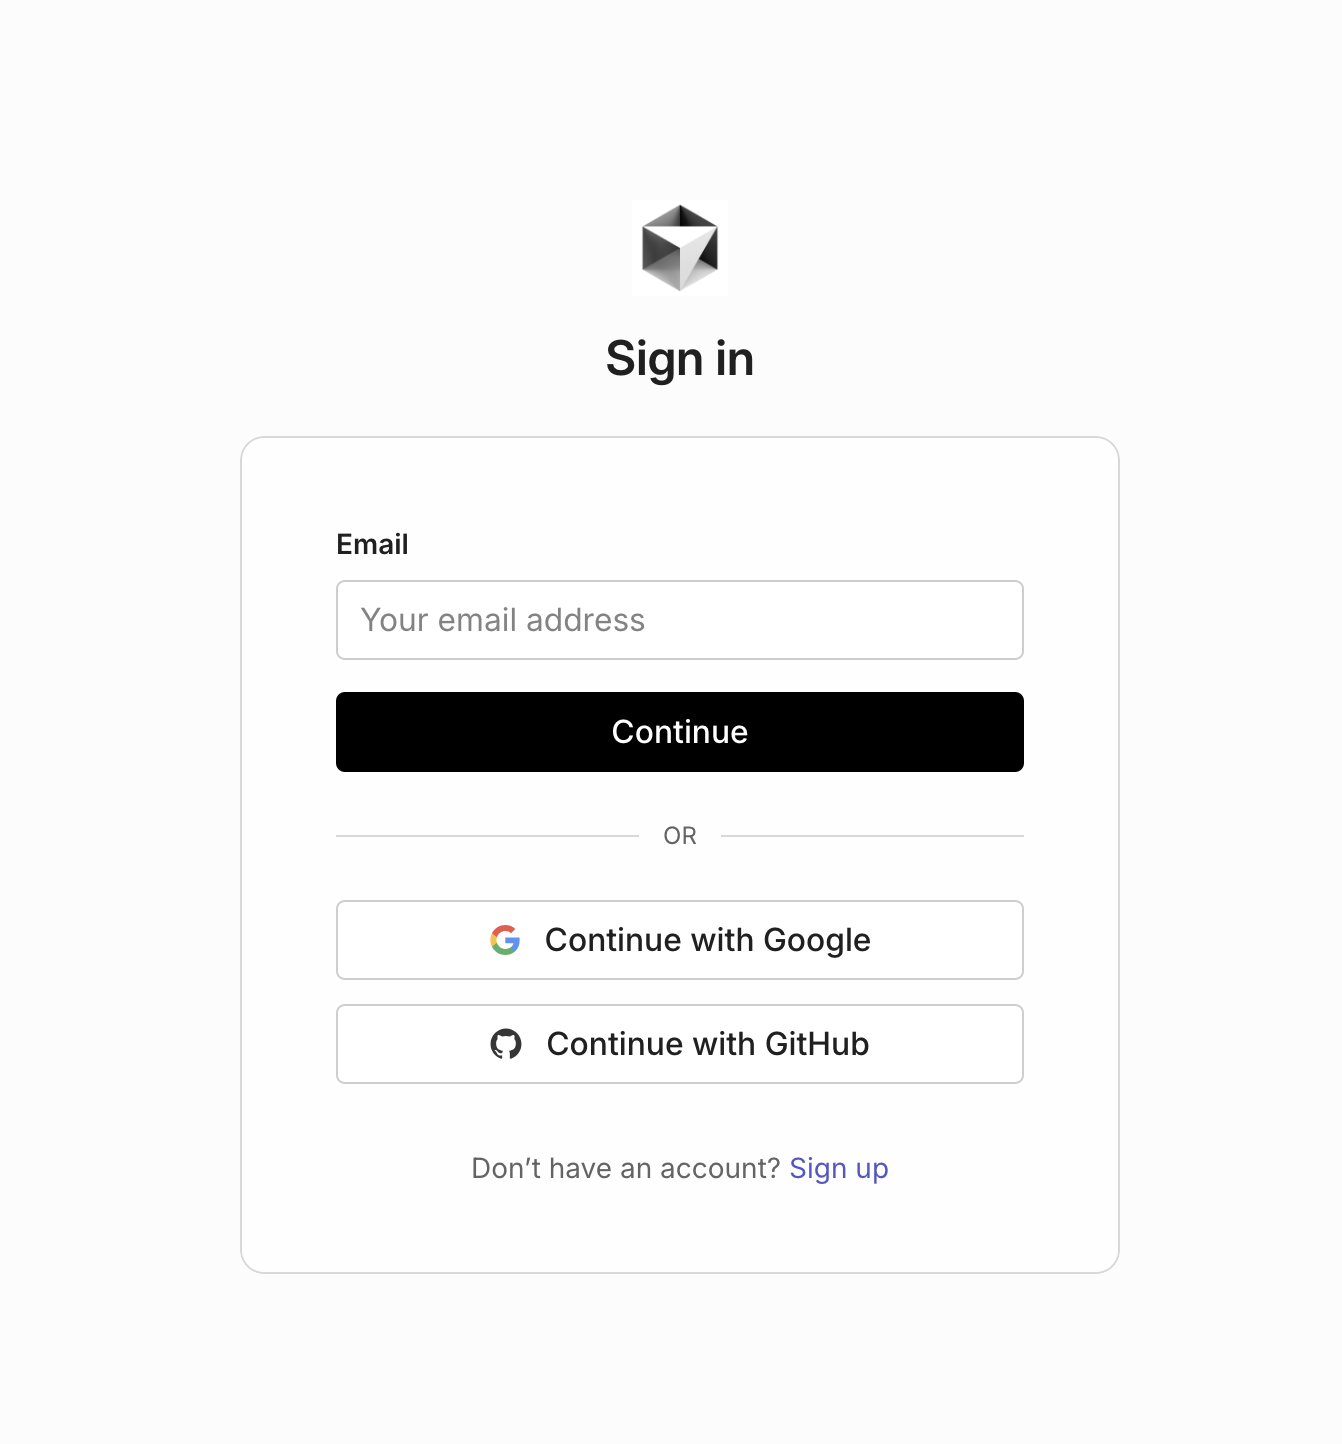 Sign in
Email
Your email address
Continue
OR
Continue with Google
Continue with GitHub
Don’t have an account? Sign up